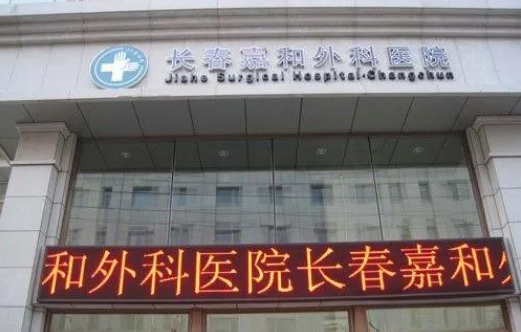 长春嘉和外科医院
Jiahe Surgical Hospital·Changchun
和外科医院长春嘉和